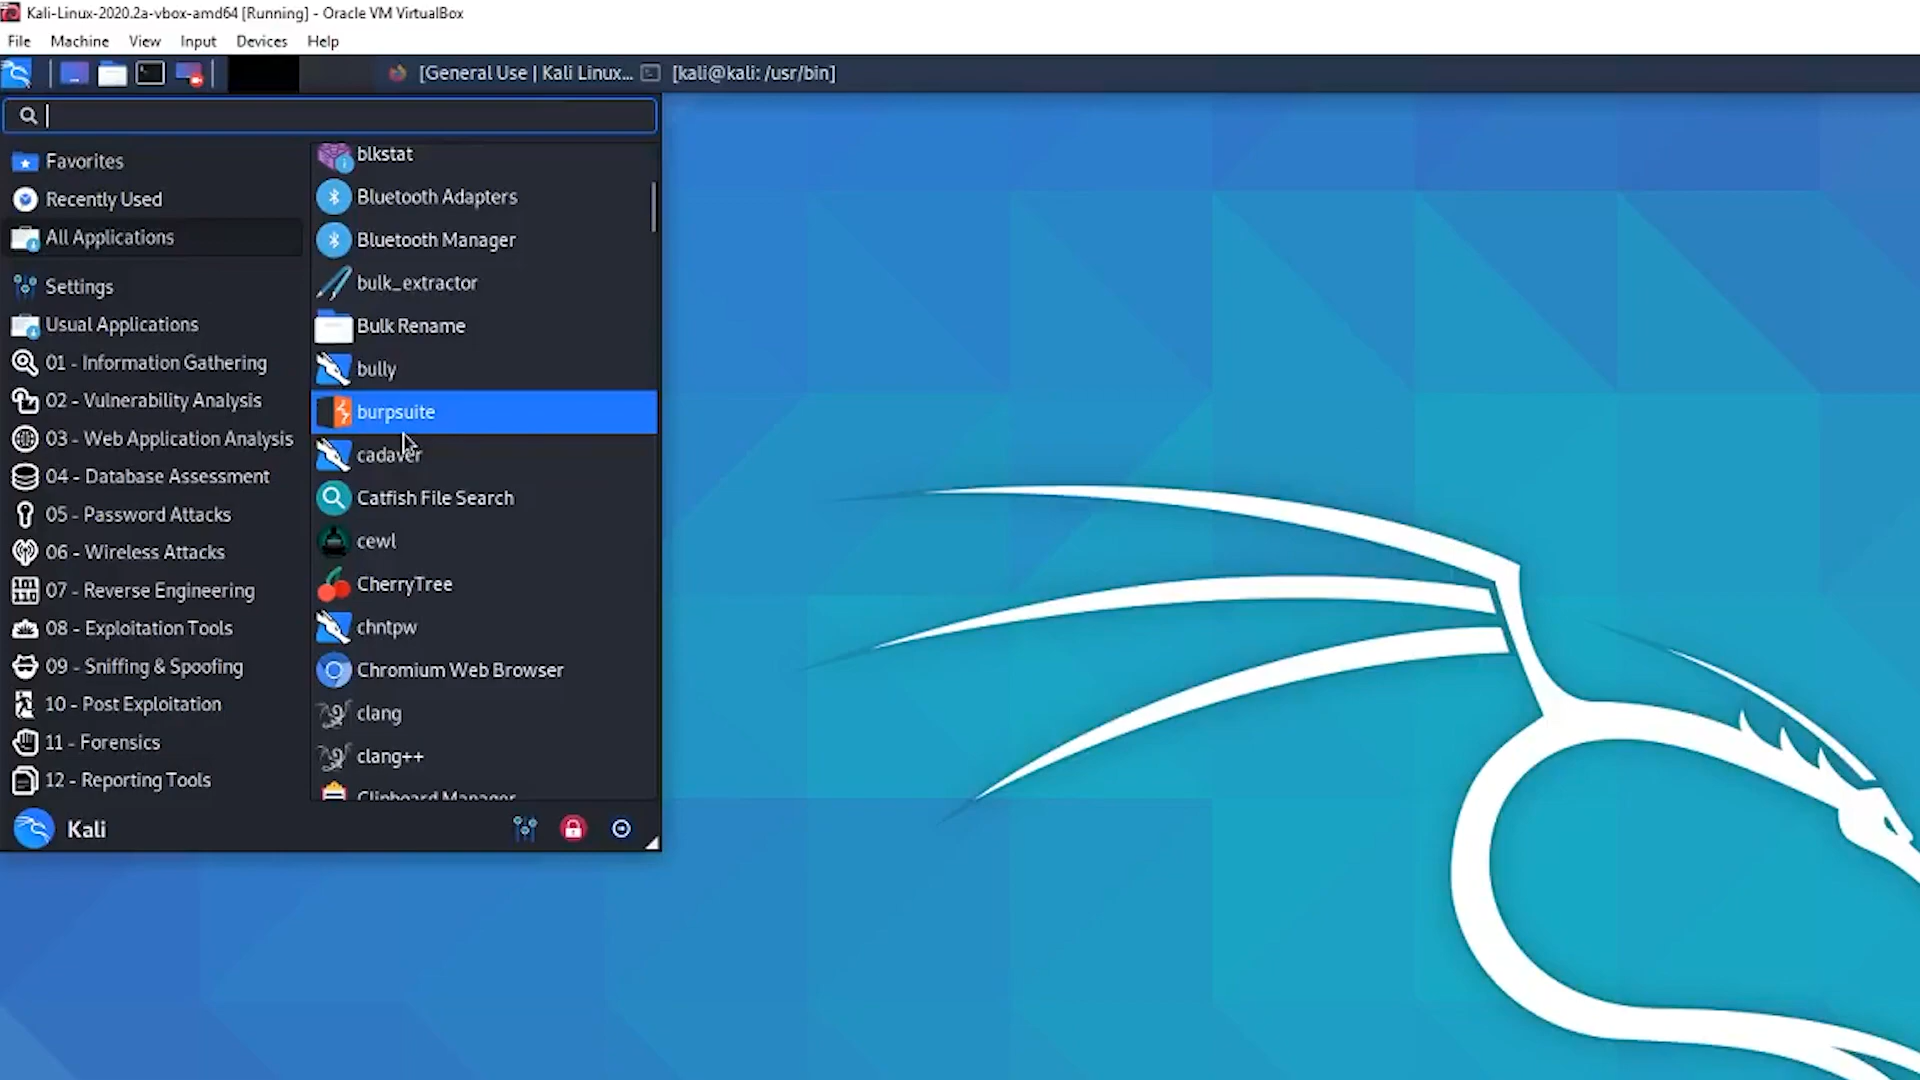 Kali-Linux-2020.2a-vbox-amd64 [Running] - Oracle VM VirtualBox
File Machine View Input Devices Help
[General Use | Kali Linux... [kali@kali: /usr/bin]
Favorites
Recently Used
All Applications
Settings
Usual Applications
01 - Information Gathering
02 - Vulnerability Analysis
03 - Web Application Analysis
04 - Database Assessment
05 - Password Attacks
06 - Wireless Attacks
07 - Reverse Engineering
08 - Exploitation Tools
09 - Sniffing & Spoofing
10 - Post Exploitation
11 - Forensics
12 - Reporting Tools
blkstat
Bluetooth Adapters
Bluetooth Manager
bulk_extractor
Bulk Rename
bully
burpsuite
cadaver
Catfish File Search
cewl
CherryTree
chntpw
Chromium Web Browser
clang
clang++
Clipboard Manager
Kali